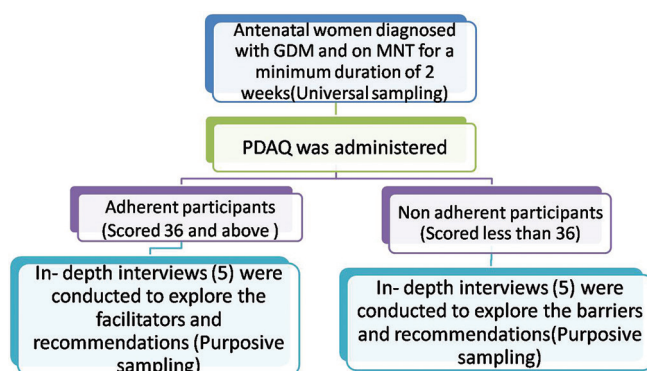 Antenatal women diagnosed
with GDM and on MNT for a
minimum duration of 2
weeks(Universal sampling)
PDAQ was administered
Adherent participants
(Scored 36 and above )
Non adherent participants
(Scored less than 36)
In- depth interviews (5) were
conducted to explore the
facilitators and
recommendations (Purposive
sampling)
In- depth interviews (5) were
conducted to explore the barriers
and recommendations(Purposive
sampling)